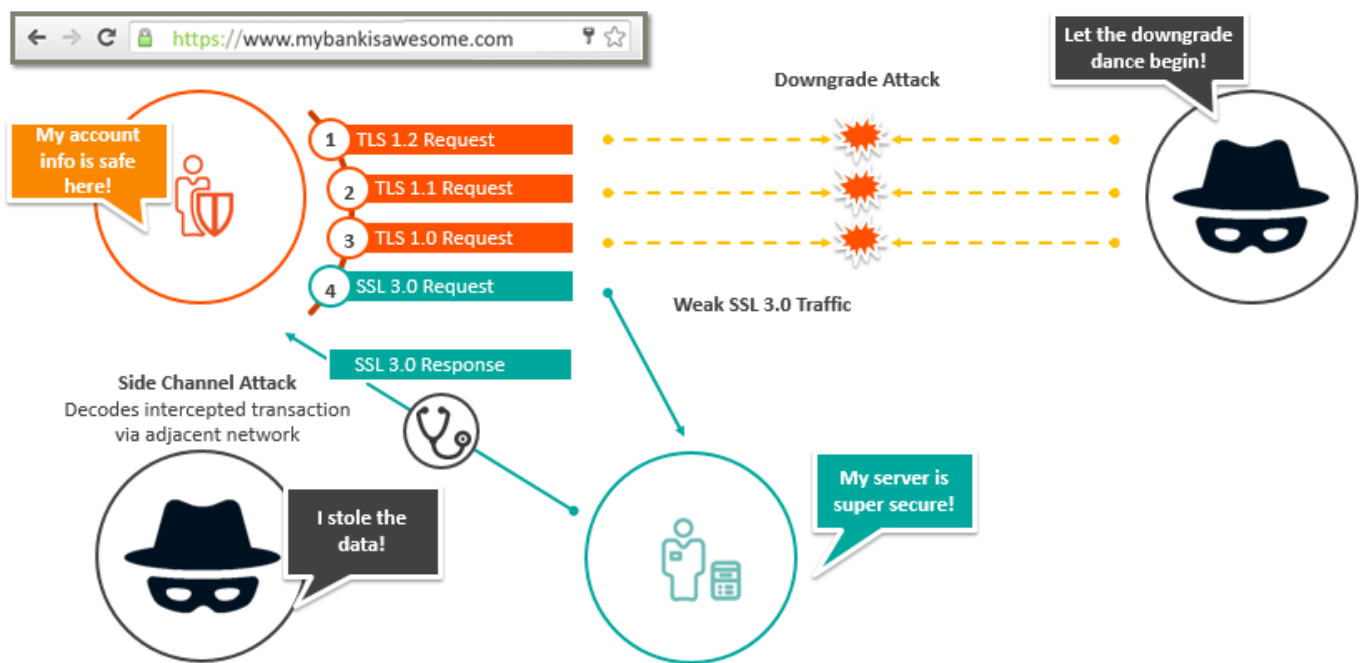 https://www.mybankisawesome.com
Let the downgrade
dance begin!
Downgrade Attack
My account
info is safe
here!
1 TLS 1.2 Request
2 TLS 1.1 Request
3 TLS 1.0 Request
4 SSL 3.0 Request
Weak SSL 3.0 Traffic
SSL 3.0 Response
Side Channel Attack
Decodes intercepted transaction
via adjacent network
My server is
super secure!
I stole the
data!